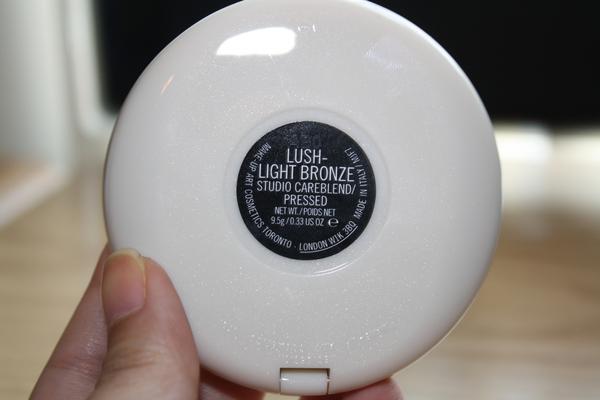 LUSH-
LIGHT BRONZE
STUDIO CAREBLEND/
PRESSED
NET WT./POIDS NET
9.5g/0.33 US OZ ℮
MAKE-UP ART COSMETICS TORONTO · LONDON W1K 3BQ MADE IN ITALY